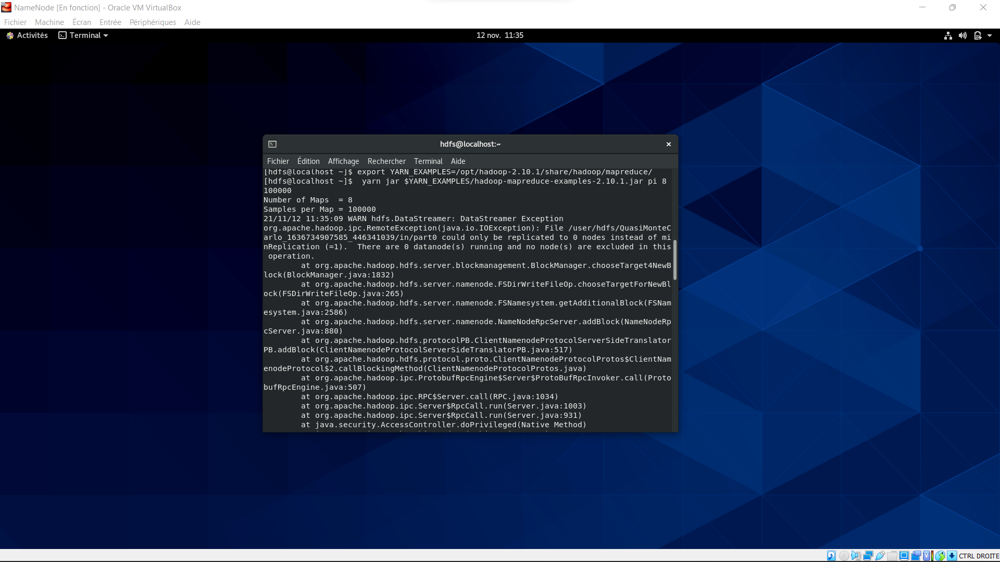 NameNode [En fonction] - Oracle VM VirtualBox
Fichier Machine Écran Entrée Périphériques Aide
Activités Terminal 12 nov. 11:35
hdfs@localhost:~
Fichier Édition Affichage Rechercher Terminal Aide
[hdfs@localhost ~]$ export YARN_EXAMPLES=/opt/hadoop-2.10.1/share/hadoop/mapreduce/
[hdfs@localhost ~]$  yarn jar $YARN_EXAMPLES/hadoop-mapreduce-examples-2.10.1.jar pi 8
100000
Number of Maps  = 8
Samples per Map = 100000
21/11/12 11:35:09 WARN hdfs.DataStreamer: DataStreamer Exception
org.apache.hadoop.ipc.RemoteException(java.io.IOException): File /user/hdfs/QuasiMonteC
arlo_1636734907585_446341039/in/part0 could only be replicated to 0 nodes instead of mi
nReplication (=1).  There are 0 datanode(s) running and no node(s) are excluded in this
 operation.
at org.apache.hadoop.hdfs.server.blockmanagement.BlockManager.chooseTarget4NewB
lock(BlockManager.java:1832)
at org.apache.hadoop.hdfs.server.namenode.FSDirWriteFileOp.chooseTargetForNewBl
ock(FSDirWriteFileOp.java:265)
at org.apache.hadoop.hdfs.server.namenode.FSNamesystem.getAdditionalBlock(FSNam
esystem.java:2586)
at org.apache.hadoop.hdfs.server.namenode.NameNodeRpcServer.addBlock(NameNodeRp
cServer.java:880)
at org.apache.hadoop.hdfs.protocolPB.ClientNamenodeProtocolServerSideTranslator
PB.addBlock(ClientNamenodeProtocolServerSideTranslatorPB.java:517)
at org.apache.hadoop.hdfs.protocol.proto.ClientNamenodeProtocolProtos$ClientNam
enodeProtocol$2.callBlockingMethod(ClientNamenodeProtocolProtos.java)
at org.apache.hadoop.ipc.ProtobufRpcEngine$Server$ProtoBufRpcInvoker.call(Proto
bufRpcEngine.java:507)
at org.apache.hadoop.ipc.RPC$Server.call(RPC.java:1034)
at org.apache.hadoop.ipc.Server$RpcCall.run(Server.java:1003)
at org.apache.hadoop.ipc.Server$RpcCall.run(Server.java:931)
at java.security.AccessController.doPrivileged(Native Method)
CTRL DROITE